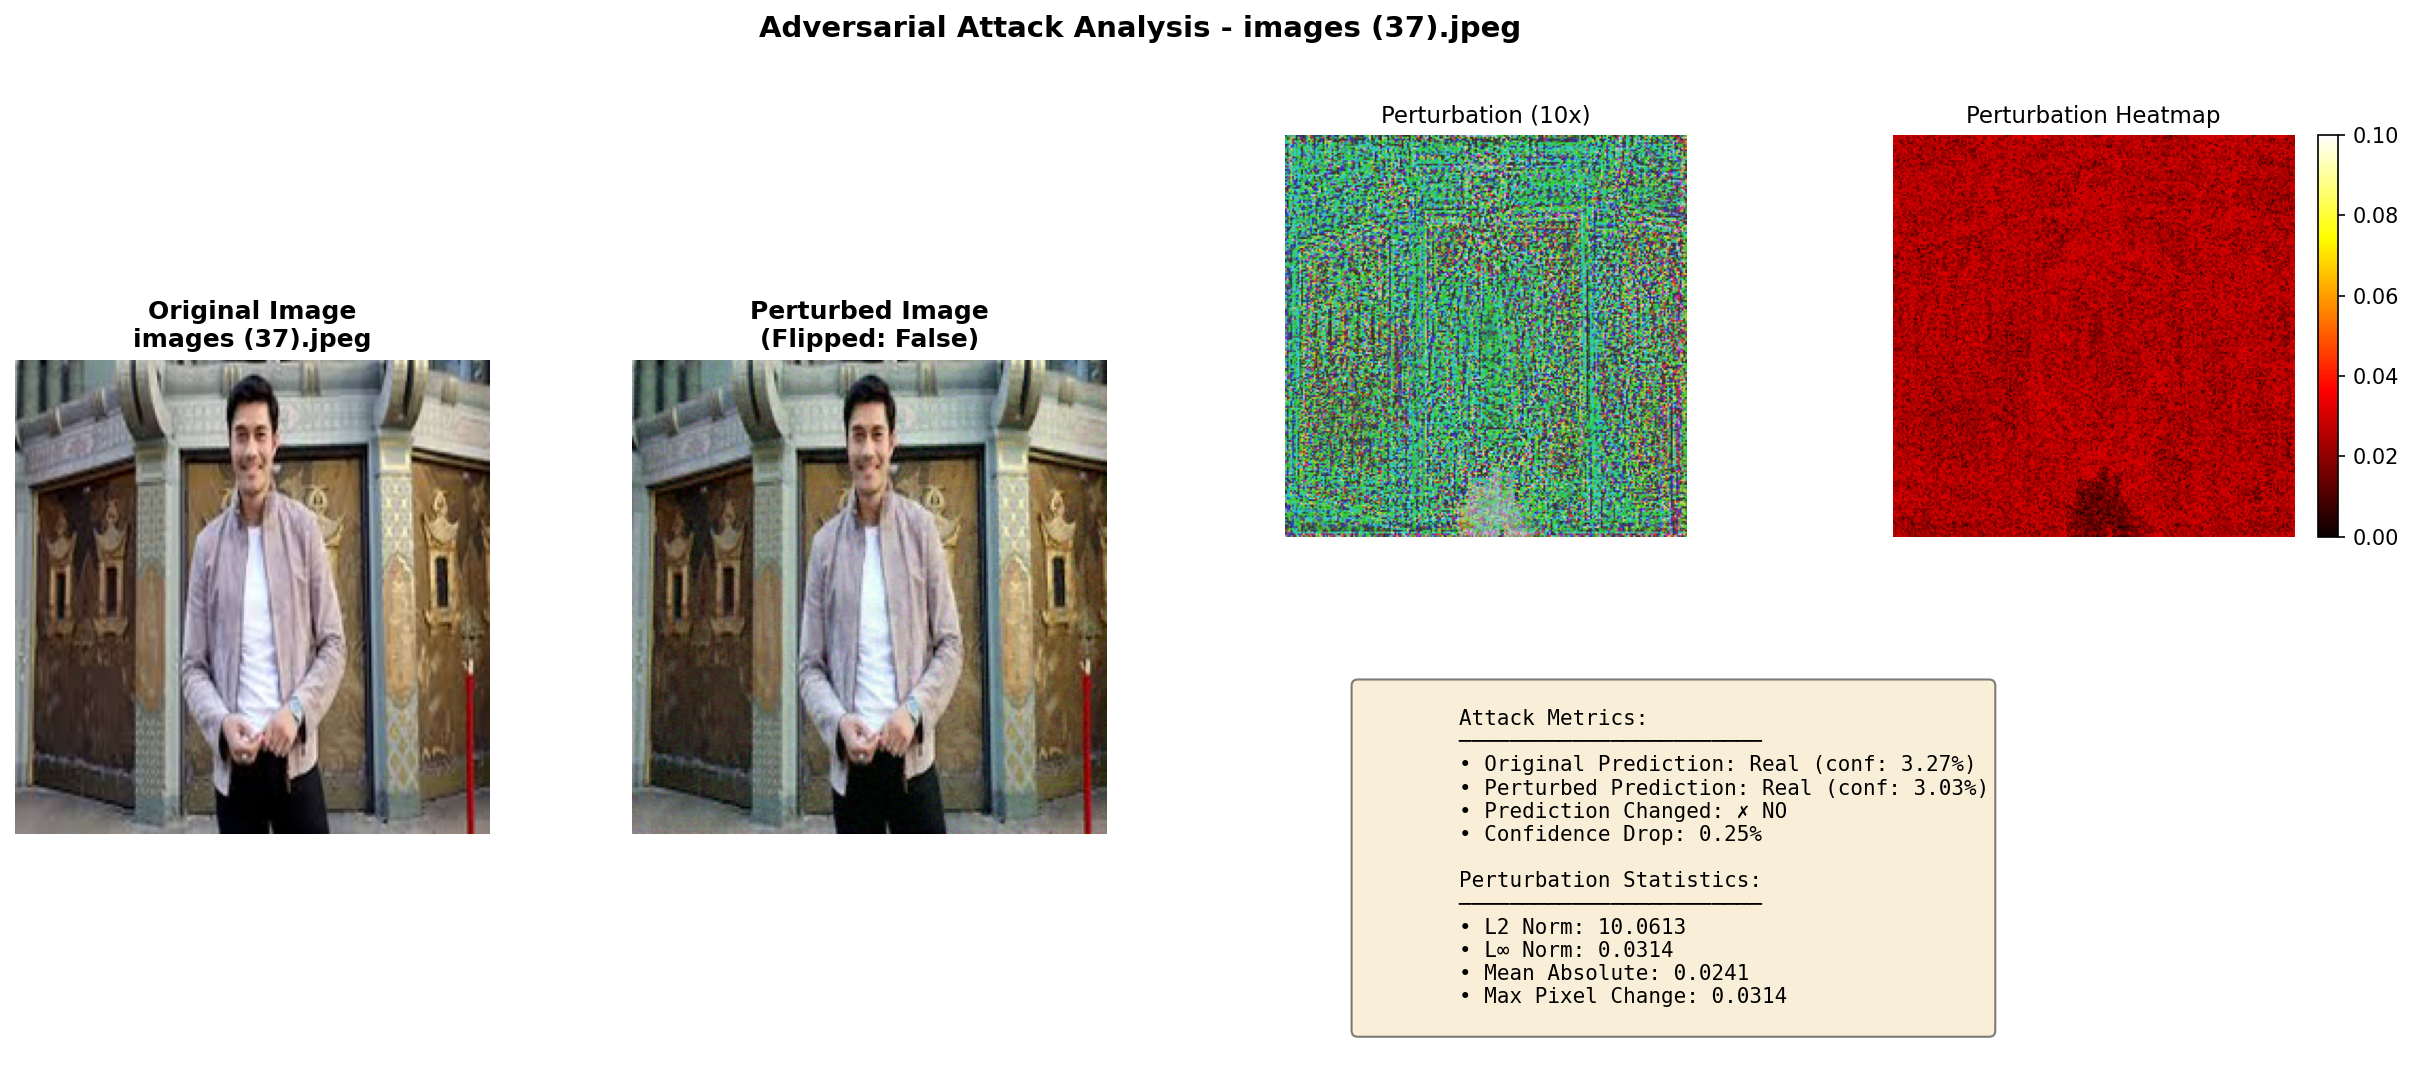 Adversarial Attack Analysis - images (37).jpeg
Original Image
images (37).jpeg
Perturbed Image
(Flipped: False)
Perturbation (10x)
Perturbation Heatmap
0.10
0.08
0.06
0.04
0.02
0.00
Attack Metrics:
────────────────────────
• Original Prediction: Real (conf: 3.27%)
• Perturbed Prediction: Real (conf: 3.03%)
• Prediction Changed: ✗ NO
• Confidence Drop: 0.25%
Perturbation Statistics:
────────────────────────
• L2 Norm: 10.0613
• L∞ Norm: 0.0314
• Mean Absolute: 0.0241
• Max Pixel Change: 0.0314